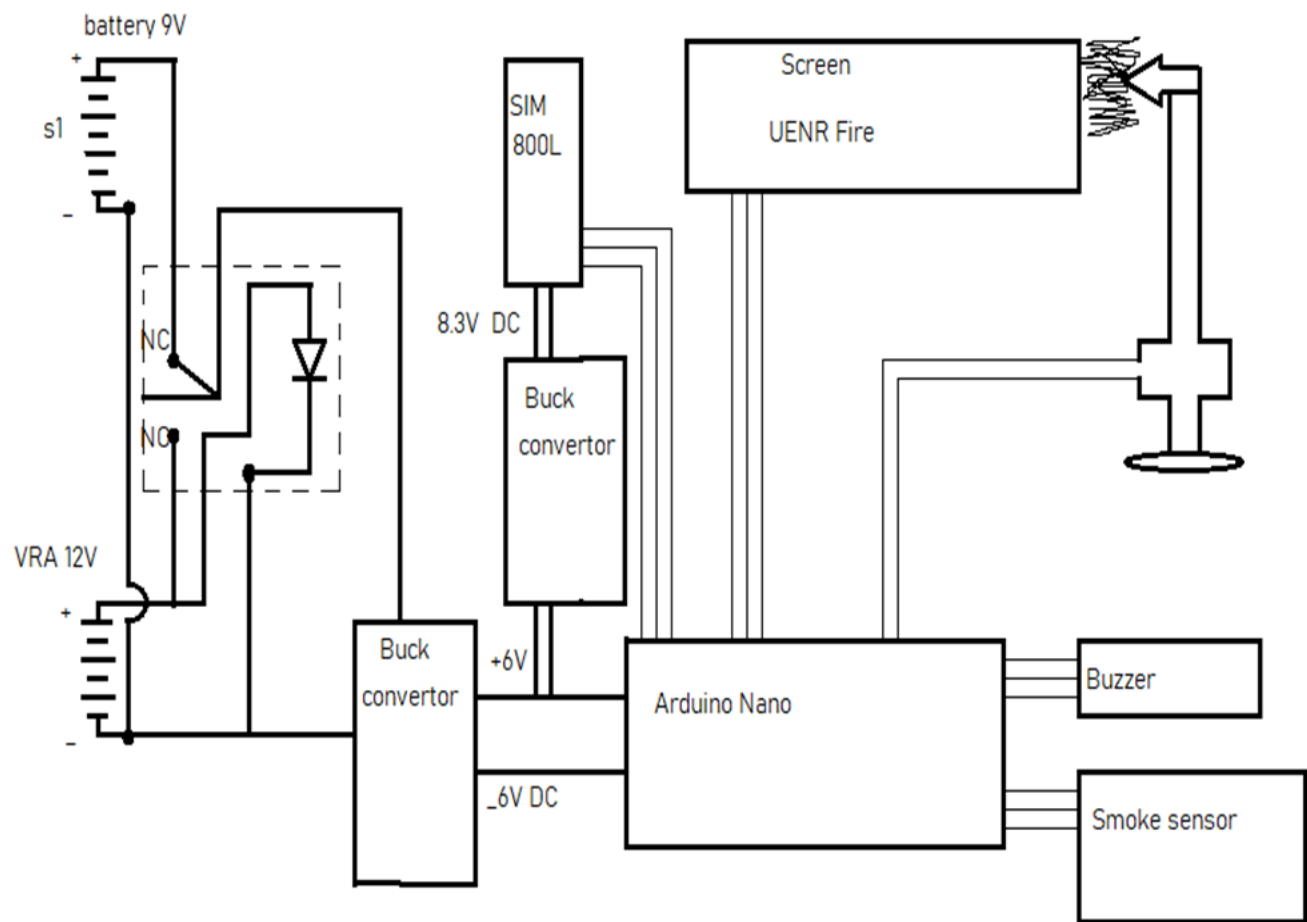 battery 9V
+
s1
-
NC
NC
VRA 12V
+
-
SIM
800L
8.3V DC
Buck
convertor
Screen
UENR Fire
Buck
convertor
+6V
_6V DC
Arduino Nano
Buzzer
Smoke sensor